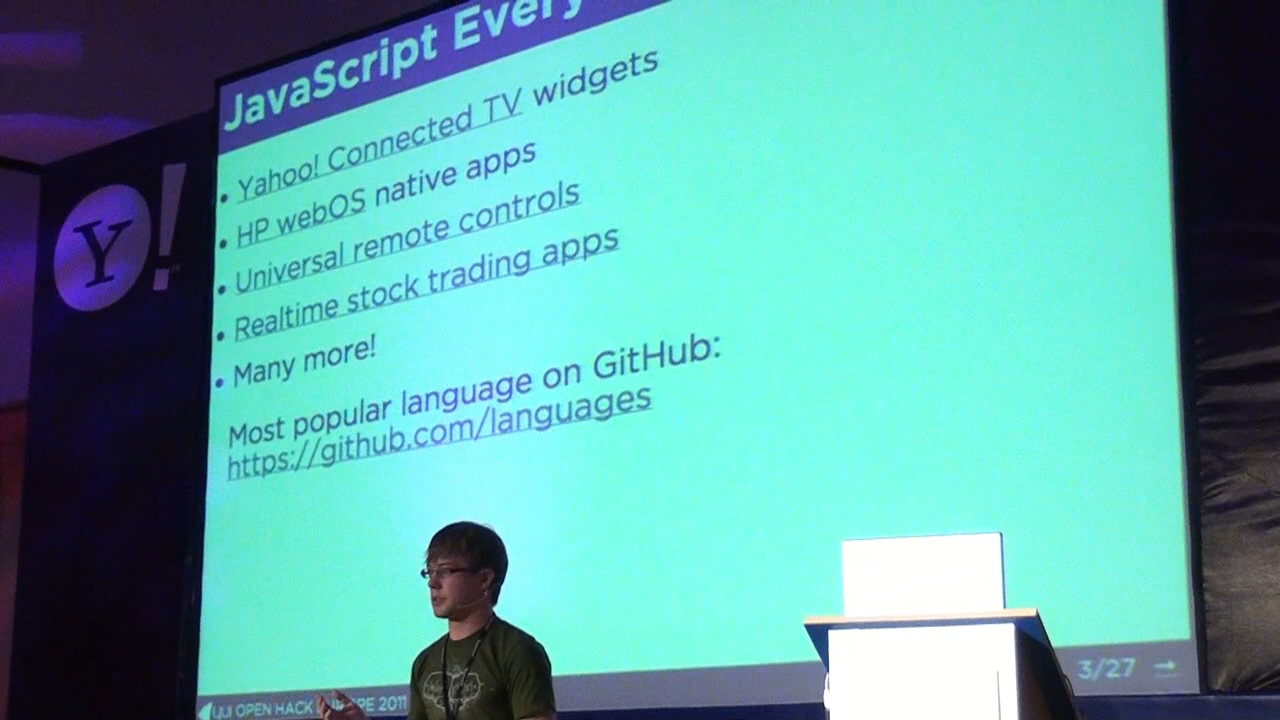 JavaScript Every
• Yahoo! Connected TV widgets
• HP webOS native apps
• Universal remote controls
• Realtime stock trading apps
• Many more!
Most popular language on GitHub:
https://github.com/languages
Y!
YUI OPEN HACK 2011
3/27 →